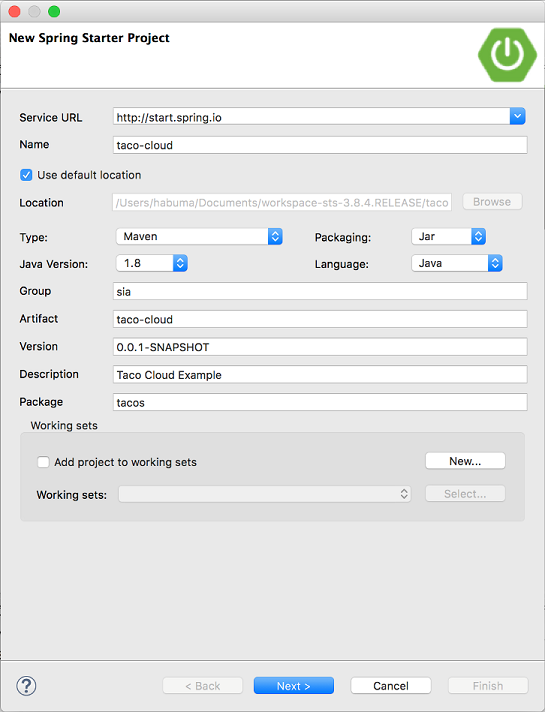 New Spring Starter Project
Service URL http://start.spring.io
Name taco-cloud
Use default location
Location /Users/habuma/Documents/workspace-sts-3.8.4.RELEASE/taco Browse
Type: Maven Packaging: Jar
Java Version: 1.8 Language: Java
Group sia
Artifact taco-cloud
Version 0.0.1-SNAPSHOT
Description Taco Cloud Example
Package tacos
Working sets
Add project to working sets New...
Working sets: Select...
? < Back Next > Cancel Finish